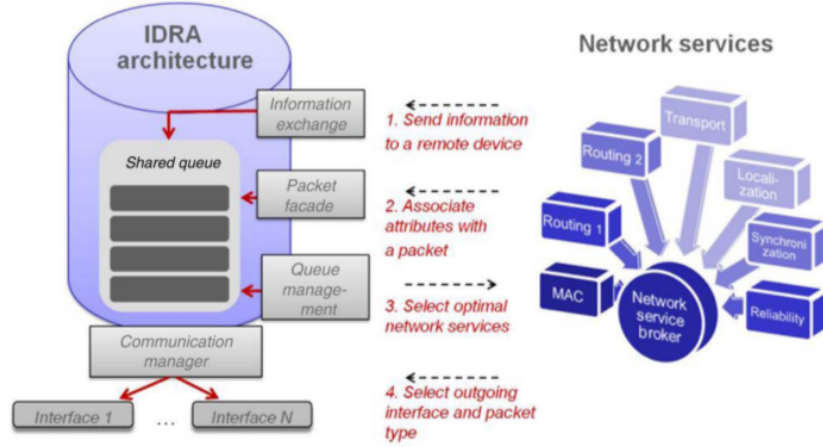 IDRA
architecture
Information
exchange
Shared queue
Packet
facade
Queue
manage-
ment
Communication
manager
Interface 1
...
Interface N
1. Send information
to a remote device
2. Associate
attributes with
a packet
3. Select optimal
network services
4. Select outgoing
interface and packet
type
Network services
Transport
Routing 2
Locali-
zation
Routing 1
Synchroni
zation
MAC
Network
service
broker
Reliability